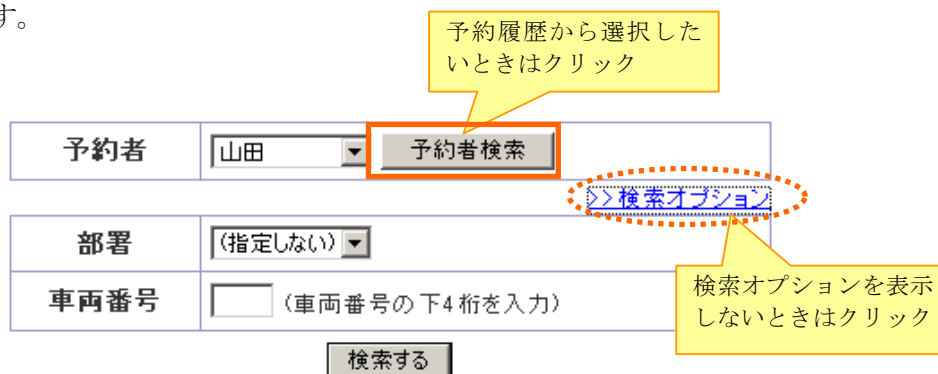 す。
予約履歴から選択した
いときはクリック
予約者 山田 予約者検索
>>検索オプション
部署 (指定しない)
車両番号 (車両番号の下4桁を入力)
検索オプションを表示
しないときはクリック
検索する